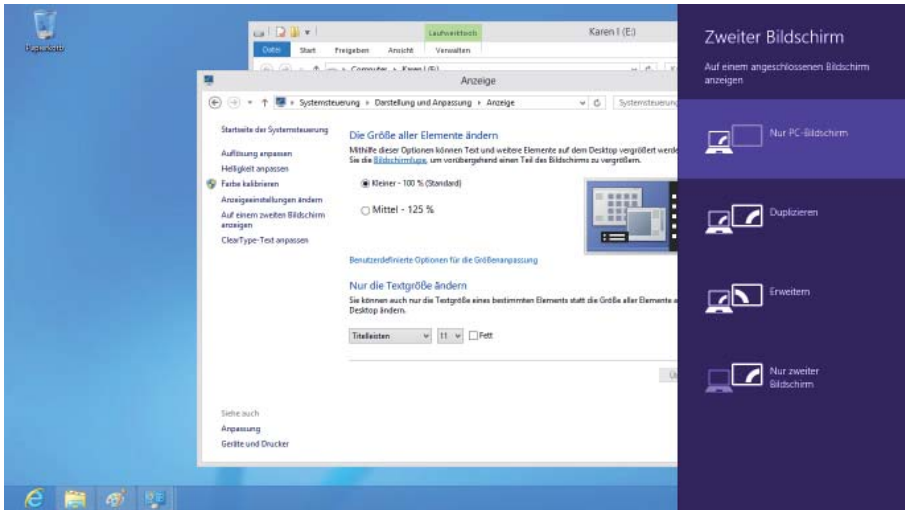 Papierkorb
Laufwerktools
Karen I (E:)
Datei Start Freigeben Ansicht Verwalten
Computer Karen I (E:)
Anzeige
Systemsteuerung Darstellung und Anpassung Anzeige
Startseite der Systemsteuerung
Auflösung anpassen
Helligkeit anpassen
Farbe kalibrieren
Anzeigeeinstellungen ändern
Auf einem zweiten Bildschirm
anzeigen
ClearType-Text anpassen
Siehe auch
Anpassung
Geräte und Drucker
Die Größe aller Elemente ändern
Mithilfe dieser Optionen können Text und weitere Elemente auf dem Desktop vergrößert
Sie die Bildschirmlupe, um vorübergehend einen Teil des Bildschirms zu vergrößern.
Kleiner - 100 % (Standard)
Mittel - 125 %
Benutzerdefinierte Optionen für die Größenanpassung
Nur die Textgröße ändern
Sie können auch nur die Textgröße eines bestimmten Elements statt die Größe aller Elemente
Desktop ändern.
Titelleisten 11 Fett
Zweiter Bildschirm
Auf einem angeschlossenen Bildschirm
anzeigen
Nur PC-Bildschirm
Duplizieren
Erweitern
Nur zweiter
Bildschirm